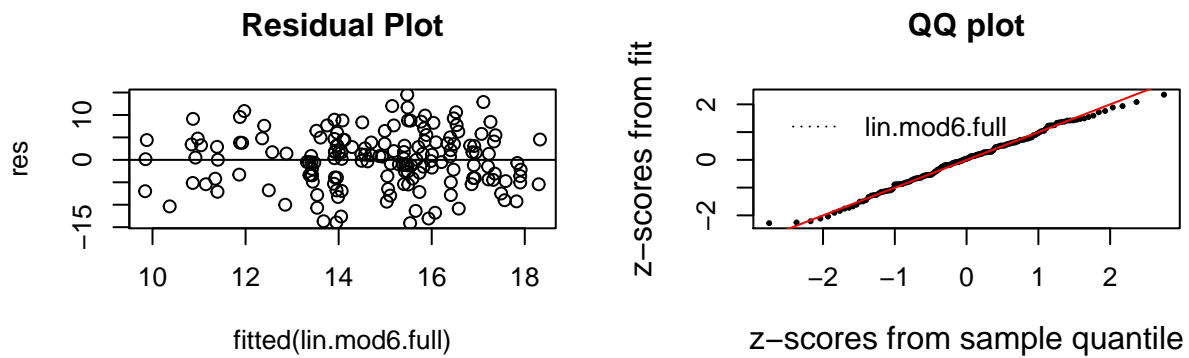 Residual Plot
res
10
0
−15
10
12
14
16
18
fitted(lin.mod6.full)
QQ plot
z−scores from fit
2
0
−2
lin.mod6.full
−2
−1
0
1
2
z−scores from sample quantile